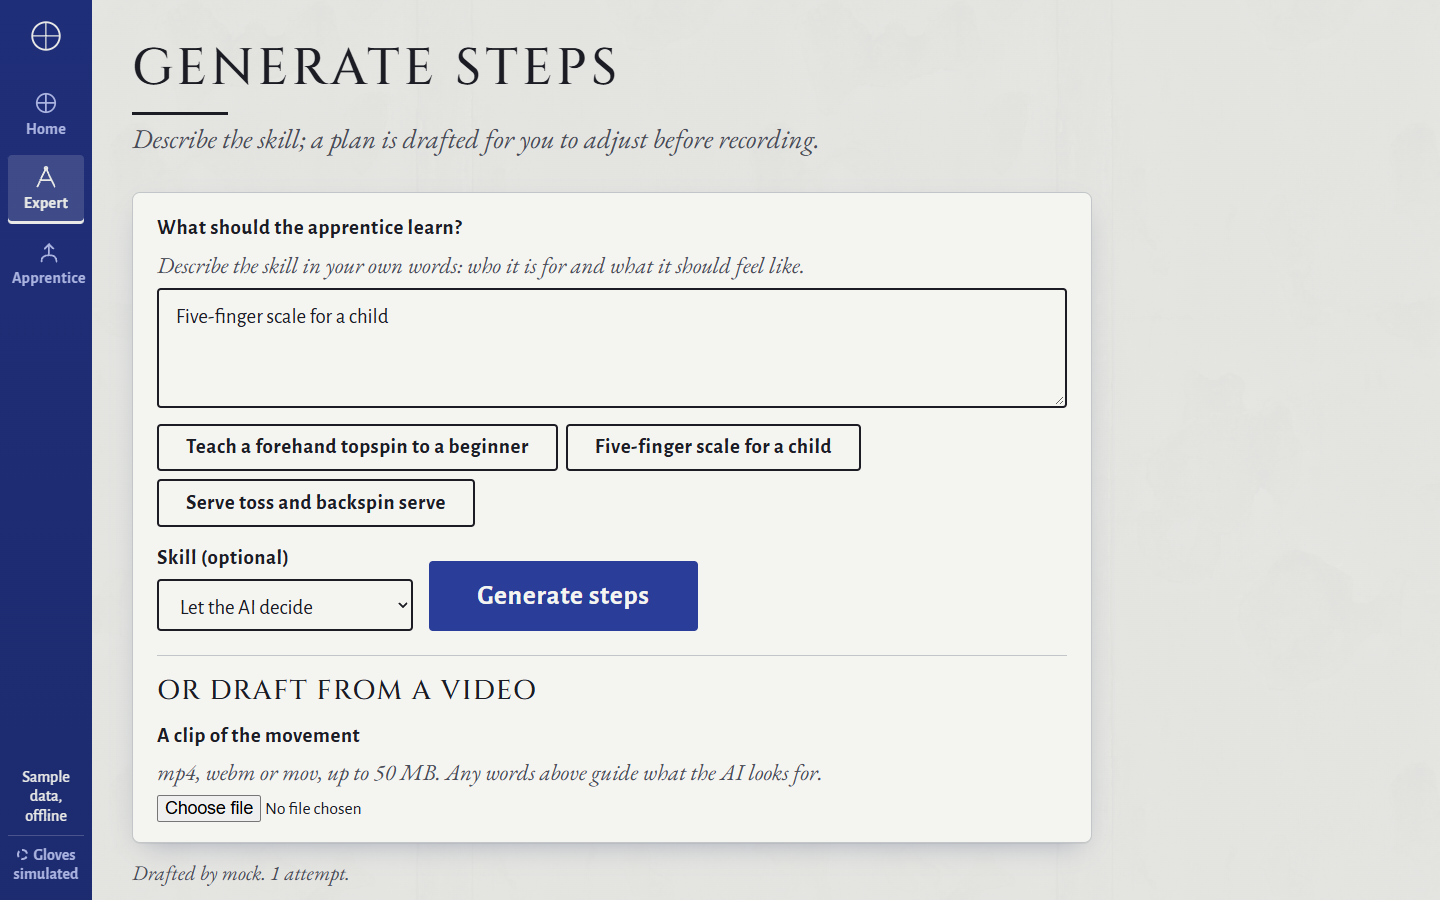 GENERATE STEPS
Describe the skill; a plan is drafted for you to adjust before recording.
Home
Expert
Apprentice
What should the apprentice learn?
Describe the skill in your own words: who it is for and what it should feel like.
Five-finger scale for a child
Teach a forehand topspin to a beginner
Five-finger scale for a child
Serve toss and backspin serve
Skill (optional)
Let the AI decide
Generate steps
OR DRAFT FROM A VIDEO
A clip of the movement
mp4, webm or mov, up to 50 MB. Any words above guide what the AI looks for.
Choose file No file chosen
Drafted by mock. 1 attempt.
Sample
data,
offline
Gloves
simulated